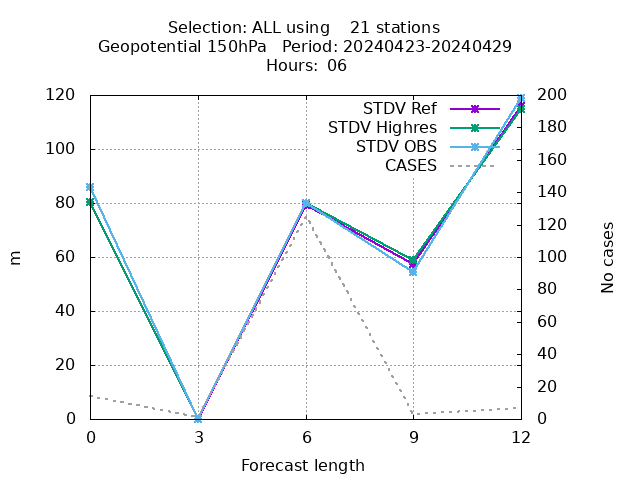 Selection: ALL using    21 stations
Geopotential 150hPa   Period: 20240423-20240429
Hours: 06
STDV Ref
STDV Highres
STDV OBS
CASES
120
100
80
60
40
20
0
m
200
180
160
140
120
100
80
60
40
20
0
No cases
0 3 6 9 12
Forecast length